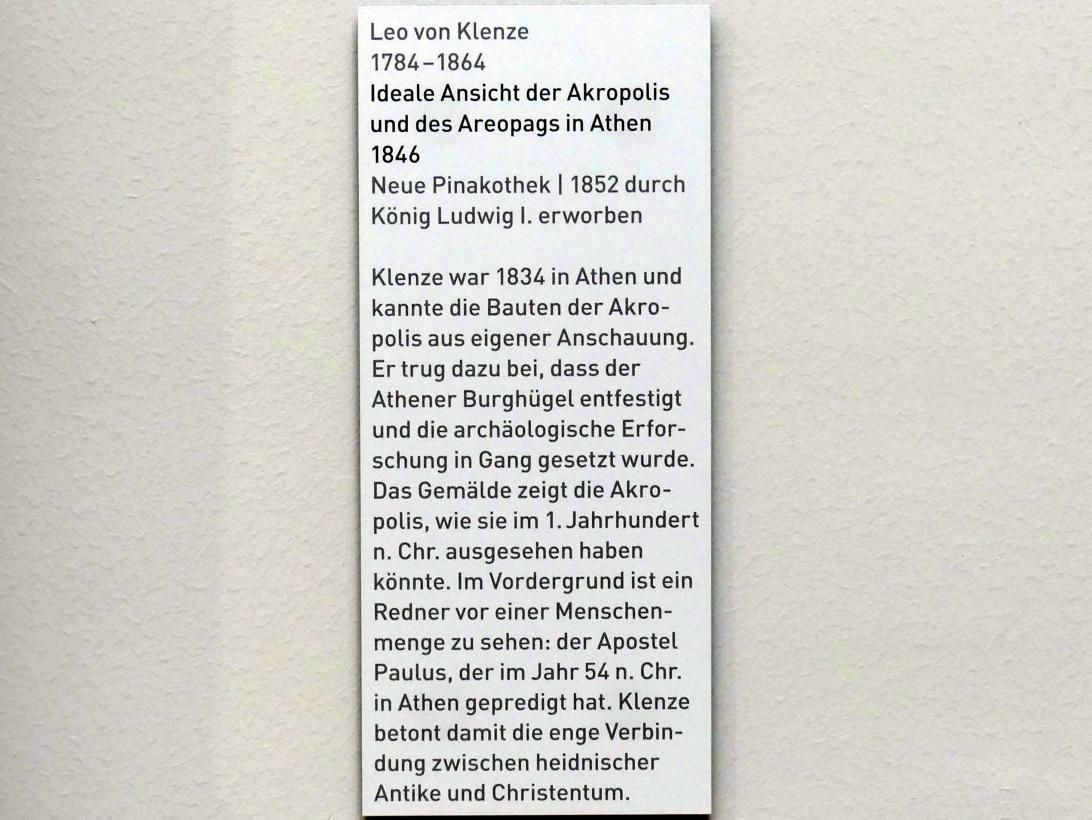 Leo von Klenze
1784–1864
Ideale Ansicht der Akropolis
und des Areopags in Athen
1846
Neue Pinakothek | 1852 durch
König Ludwig I. erworben
Klenze war 1834 in Athen und
kannte die Bauten der Akro-
polis aus eigener Anschauung.
Er trug dazu bei, dass der
Athener Burghügel entfestigt
und die archäologische Erfor-
schung in Gang gesetzt wurde.
Das Gemälde zeigt die Akro-
polis, wie sie im 1. Jahrhundert
n. Chr. ausgesehen haben
könnte. Im Vordergrund ist ein
Redner vor einer Menschen-
menge zu sehen: der Apostel
Paulus, der im Jahr 54 n. Chr.
in Athen gepredigt hat. Klenze
betont damit die enge Verbin-
dung zwischen heidnischer
Antike und Christentum.